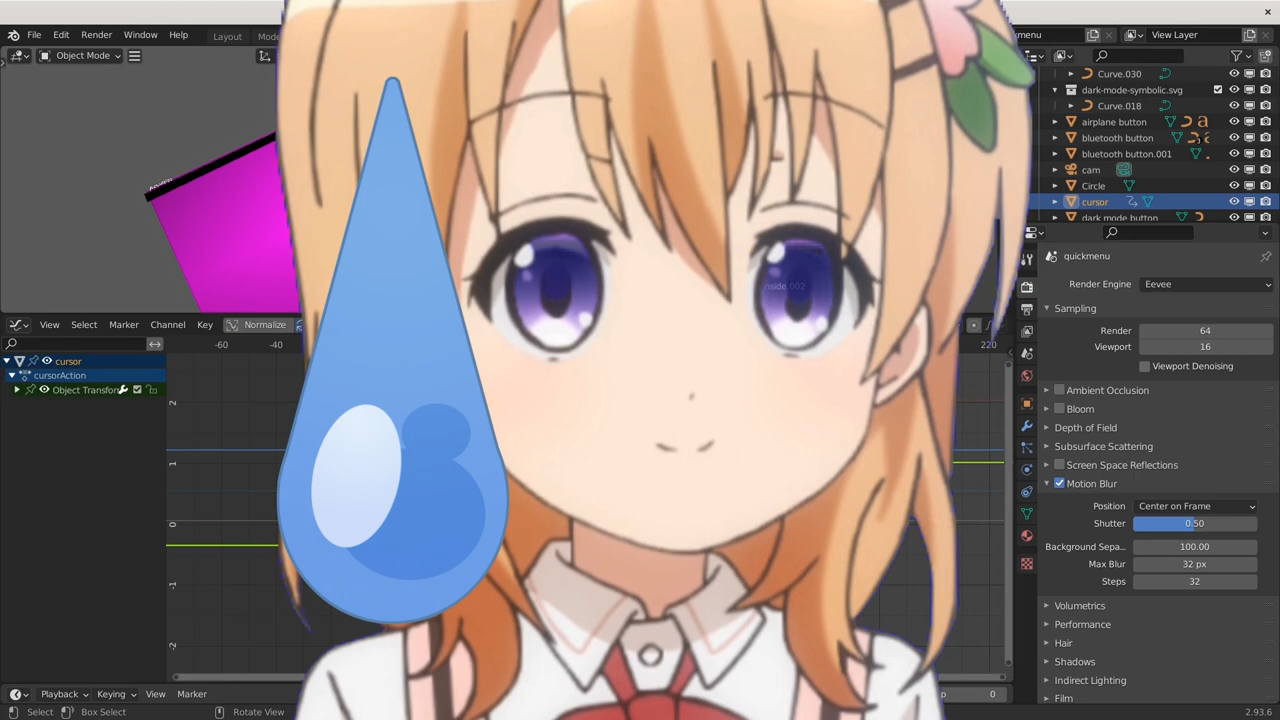 File Edit Render Window Help Layout
View Layer
Object Mode
Curve.030
dark-mode-symbolic.svg
Curve.018
airplane button
bluetooth button
bluetooth button.001
cam
Circle
cursor
dark mode button
quickmenu
Render Engine Eevee
Sampling
Render 64
Viewport 16
Viewport Denoising
Ambient Occlusion
Bloom
Depth of Field
Subsurface Scattering
Screen Space Reflections
Motion Blur
Position Center on Frame
Shutter 0.50
Background Sepa... 100.00
Max Blur 32 px
Steps 32
Volumetrics
Performance
Hair
Shadows
Indirect Lighting
Film
nside.002
View Select Marker Channel Key Normalize
-60 -40 220
cursor
cursorAction
Object Transfor
2
1
0
-1
-2
Playback Keying View Marker 0
Select Box Select Rotate View 2.93.6